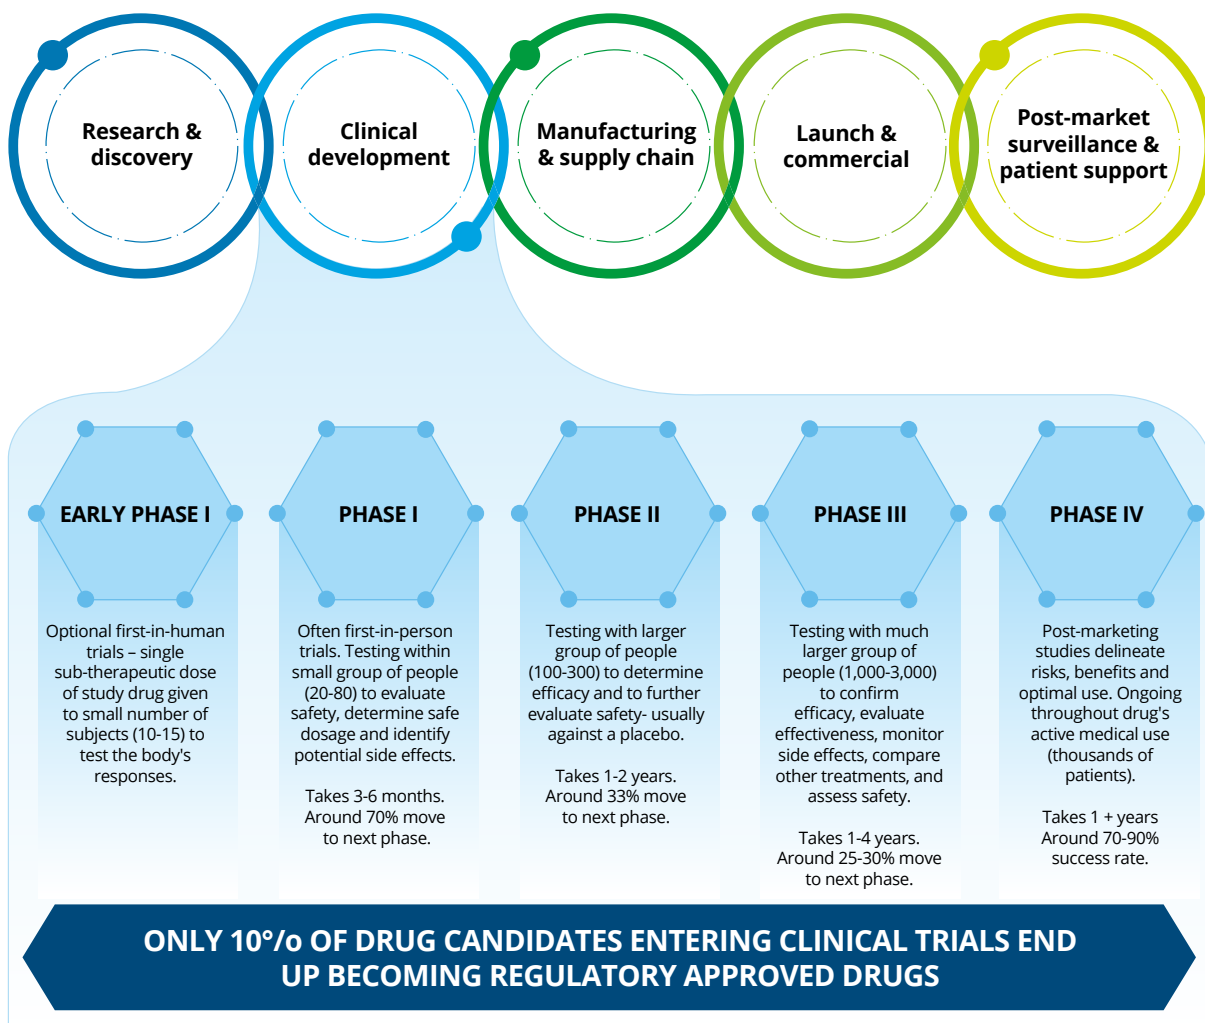 Research &
discovery
Clinical
development
Manufacturing
& supply chain
Launch &
commercial
Post-market
surveillance &
patient support
EARLY PHASE I
Optional first-in-human
trials – single
sub-therapeutic dose
of study drug given
to small number of
subjects (10-15) to
test the body's
responses.
PHASE I
Often first-in-person
trials. Testing within
small group of people
(20-80) to evaluate
safety, determine safe
dosage and identify
potential side effects.
Takes 3-6 months.
Around 70% move
to next phase.
PHASE II
Testing with larger
group of people
(100-300) to determine
efficacy and to further
evaluate safety- usually
against a placebo.
Takes 1-2 years.
Around 33% move
to next phase.
PHASE III
Testing with much
larger group of
people (1,000-3,000)
to confirm
efficacy, evaluate
effectiveness, monitor
side effects, compare
other treatments, and
assess safety.
Takes 1-4 years.
Around 25-30% move
to next phase.
PHASE IV
Post-marketing
studies delineate
risks, benefits and
optimal use. Ongoing
throughout drug's
active medical use
(thousands of
patients).
Takes 1 + years
Around 70-90%
success rate.
ONLY 10°/o OF DRUG CANDIDATES ENTERING CLINICAL TRIALS END
UP BECOMING REGULATORY APPROVED DRUGS